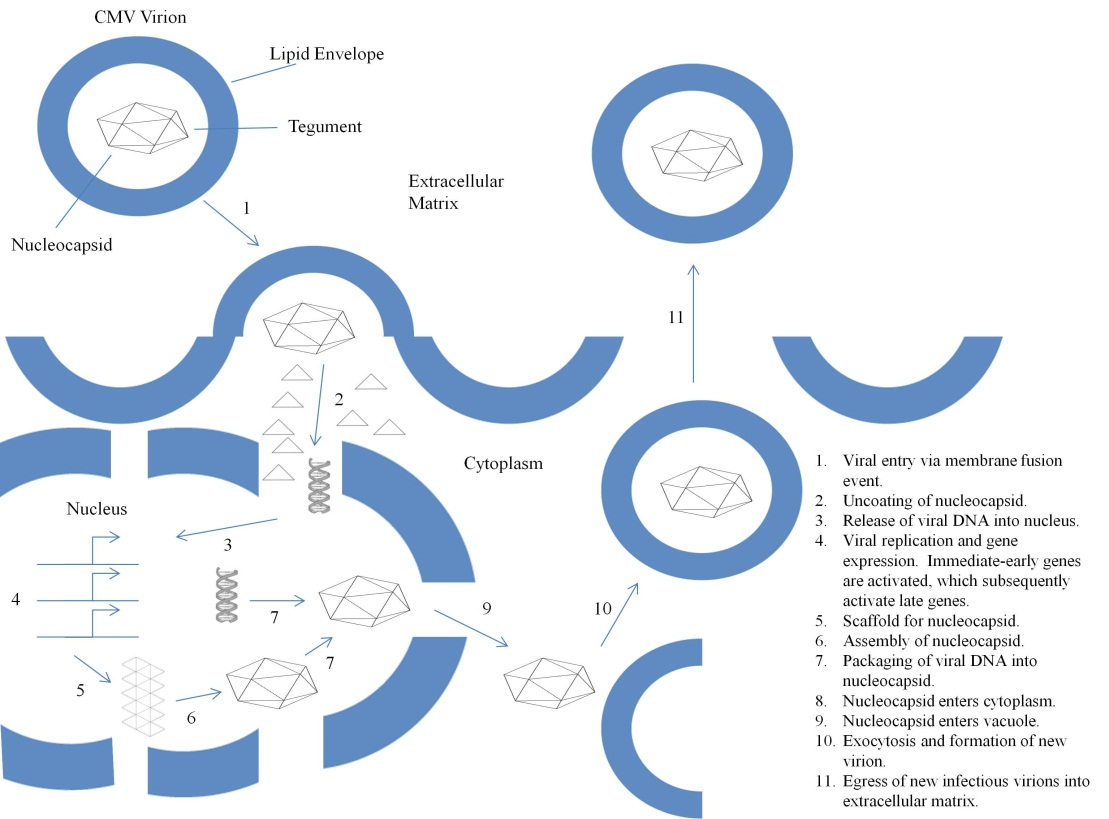 CMV Virion
Lipid Envelope
Tegument
Extracellular
Matrix
1
Nucleocapsid
11
2
Cytoplasm
Nucleus
3
4
7
9
10
7
5
6
1. Viral entry via membrane fusion
event.
2. Uncoating of nucleocapsid.
3. Release of viral DNA into nucleus.
4. Viral replication and gene
expression. Immediate-early genes
are activated, which subsequently
activate late genes.
5. Scaffold for nucleocapsid.
6. Assembly of nucleocapsid.
7. Packaging of viral DNA into
nucleocapsid.
8. Nucleocapsid enters cytoplasm.
9. Nucleocapsid enters vacuole.
10. Exocytosis and formation of new
virion.
11. Egress of new infectious virions into
extracellular matrix.